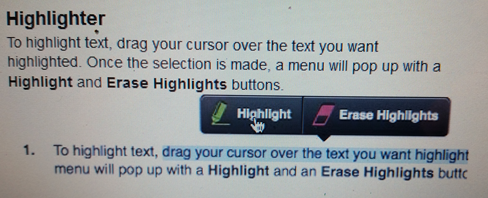 Highlighter
To highlight text, drag your cursor over the text you want
highlighted. Once the selection is made, a menu will pop up with a
Highlight and Erase Highlights buttons.
Highlight Erase Highlights
1. To highlight text, drag your cursor over the text you want highlight
menu will pop up with a Highlight and an Erase Highlights buttc